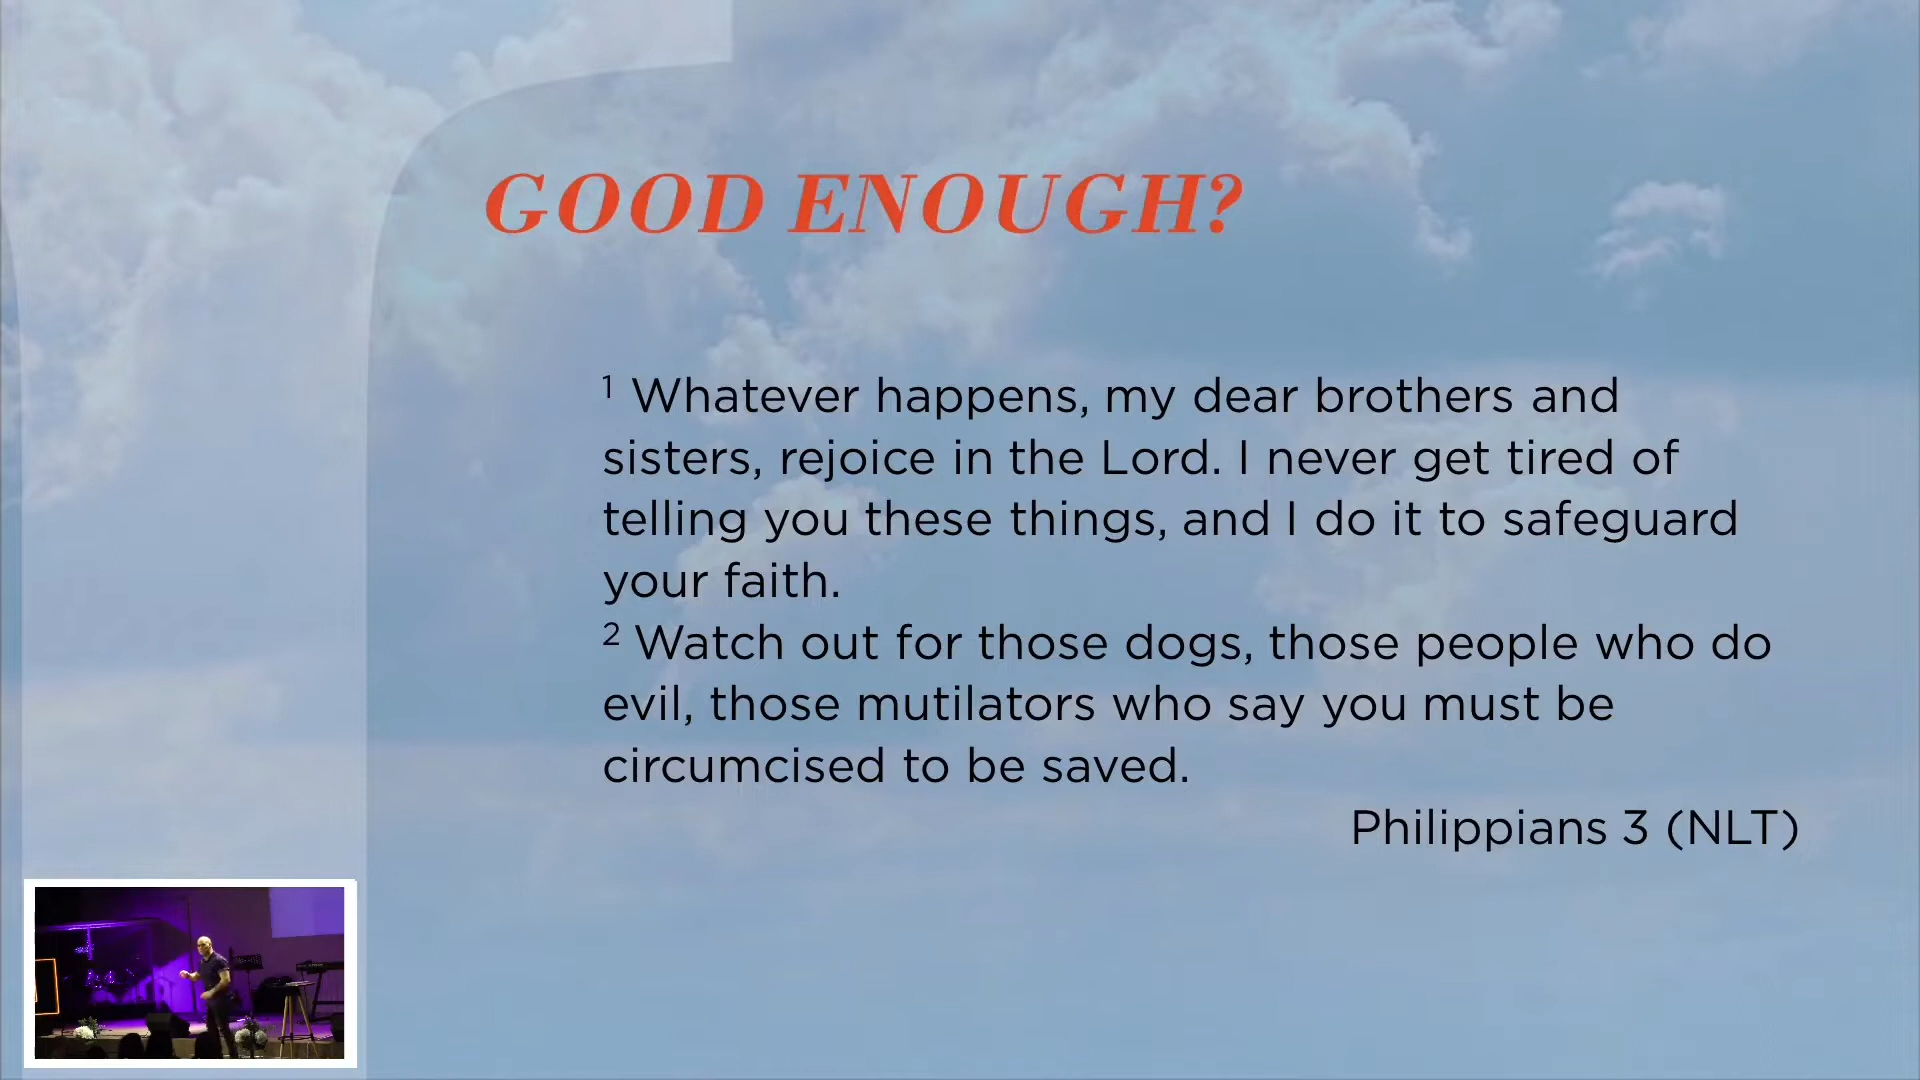 GOOD ENOUGH?
1 Whatever happens, my dear brothers and
sisters, rejoice in the Lord. I never get tired of
telling you these things, and I do it to safeguard
your faith.
2 Watch out for those dogs, those people who do
evil, those mutilators who say you must be
circumcised to be saved.
Philippians 3 (NLT)